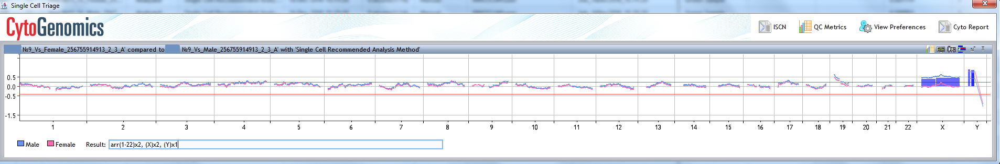 Single Cell Triage
CytoGenomics
ISCN
QC Metrics
View Preferences
Cyto Report
№9_Vs_Female_256755914913_2_3_A' compared to №9_Vs_Male_256755914913_2_3_A' with 'Single Cell Recommended Analysis Method'
CGH
0.5
0.0
-0.5
-1.5
1 2 3 4 5 6 7 8 9 10 11 12 13 14 15 16 17 18 19 20 21 22 X Y
Male Female Result: arr(1-22)x2, (X)x2, (Y)x1